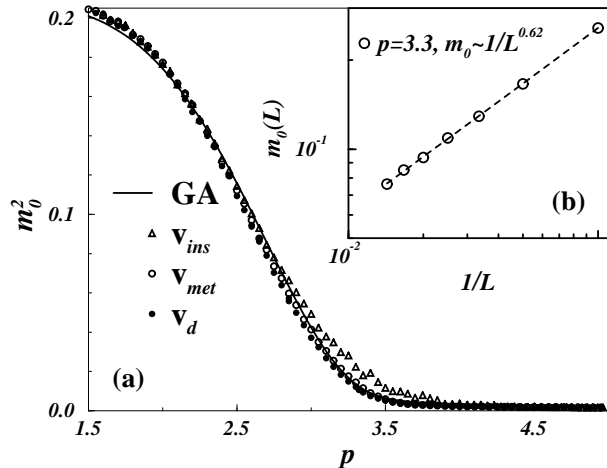 0.2
0.1
0.0
m₀²
GA
v_ins
v_met
v_d
(a)
1.5 2.5 3.5 4.5
p
p=3.3, m₀~1/L^0.62
m₀(L)
10⁻¹
10⁻²
1/L
(b)